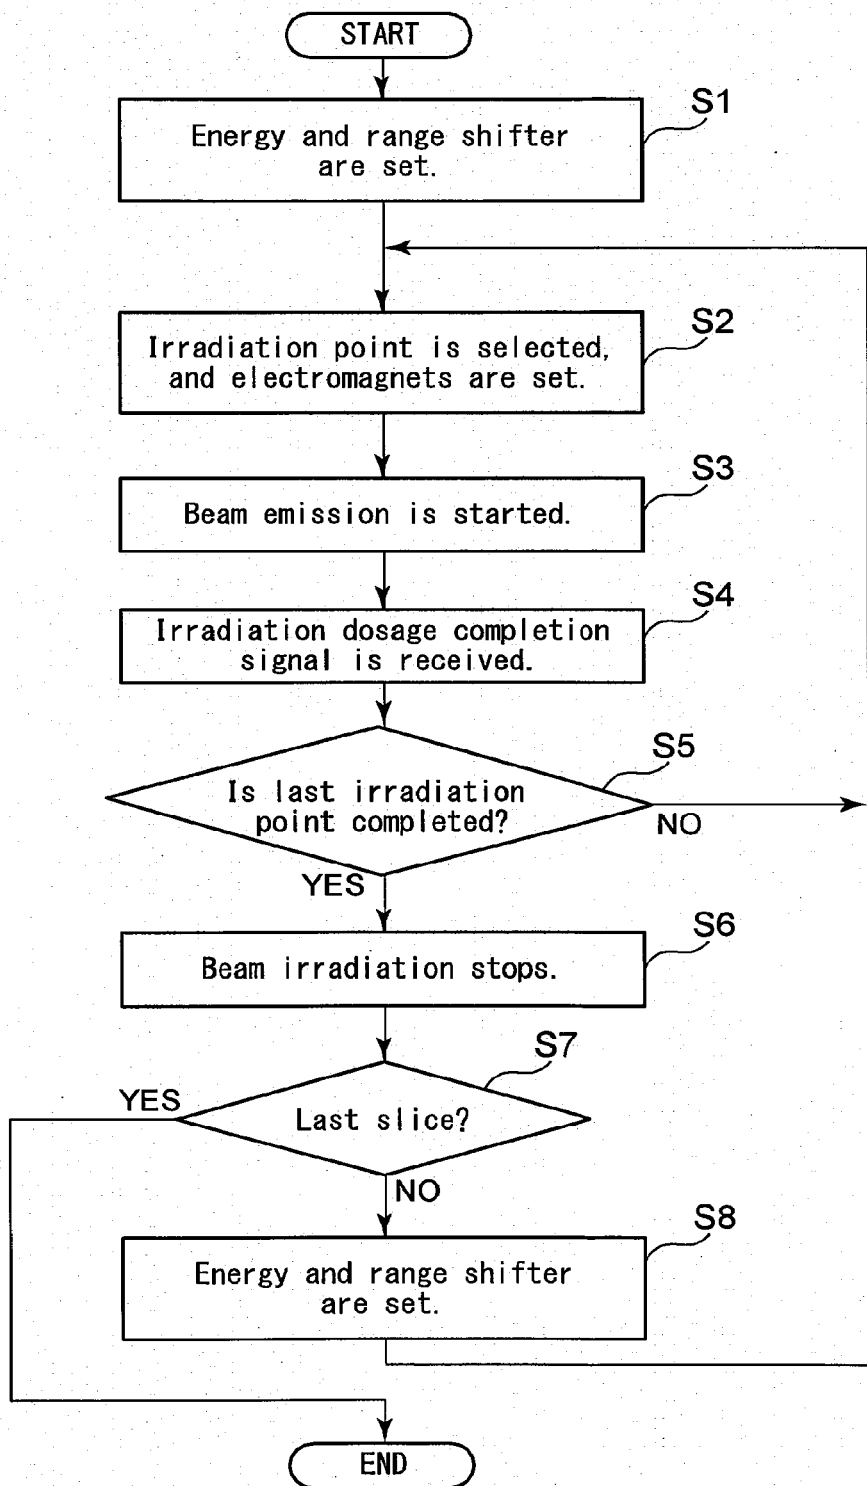 START
S1
Energy and range shifter
are set.
S2
Irradiation point is selected,
and electromagnets are set.
S3
Beam emission is started.
S4
Irradiation dosage completion
signal is received.
S5
Is last irradiation
point completed?
NO
YES
S6
Beam irradiation stops.
S7
YES
Last slice?
NO
S8
Energy and range shifter
are set.
END